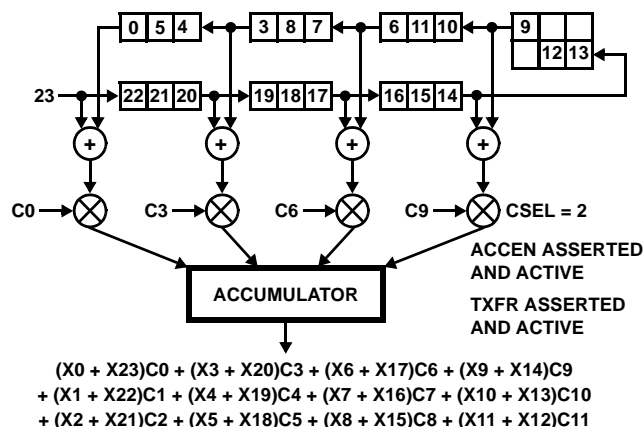 0 5 4 3 8 7 6 11 10 9
12 13
23 22 21 20 19 18 17 16 15 14
+ + + +
C0 C3 C6 C9 CSEL = 2
ACCEN ASSERTED
AND ACTIVE
ACCUMULATOR
TXFR ASSERTED
AND ACTIVE
(X0 + X23)C0 + (X3 + X20)C3 + (X6 + X17)C6 + (X9 + X14)C9
+ (X1 + X22)C1 + (X4 + X19)C4 + (X7 + X16)C7 + (X10 + X13)C10
+ (X2 + X21)C2 + (X5 + X18)C5 + (X8 + X15)C8 + (X11 + X12)C11